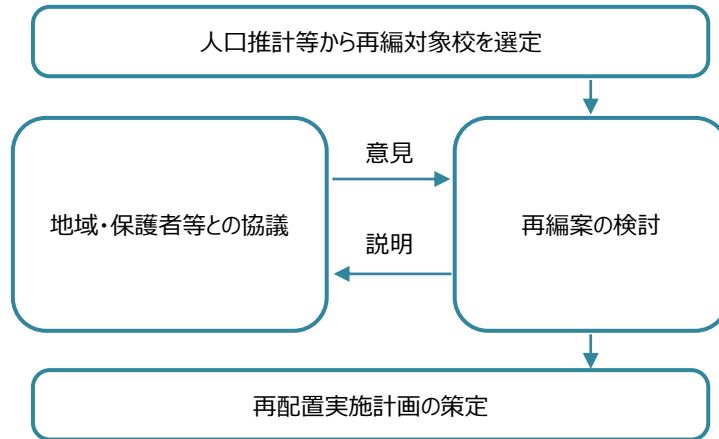 人口推計等から再編対象校を選定
意見
地域・保護者等との協議
再編案の検討
説明
再配置実施計画の策定